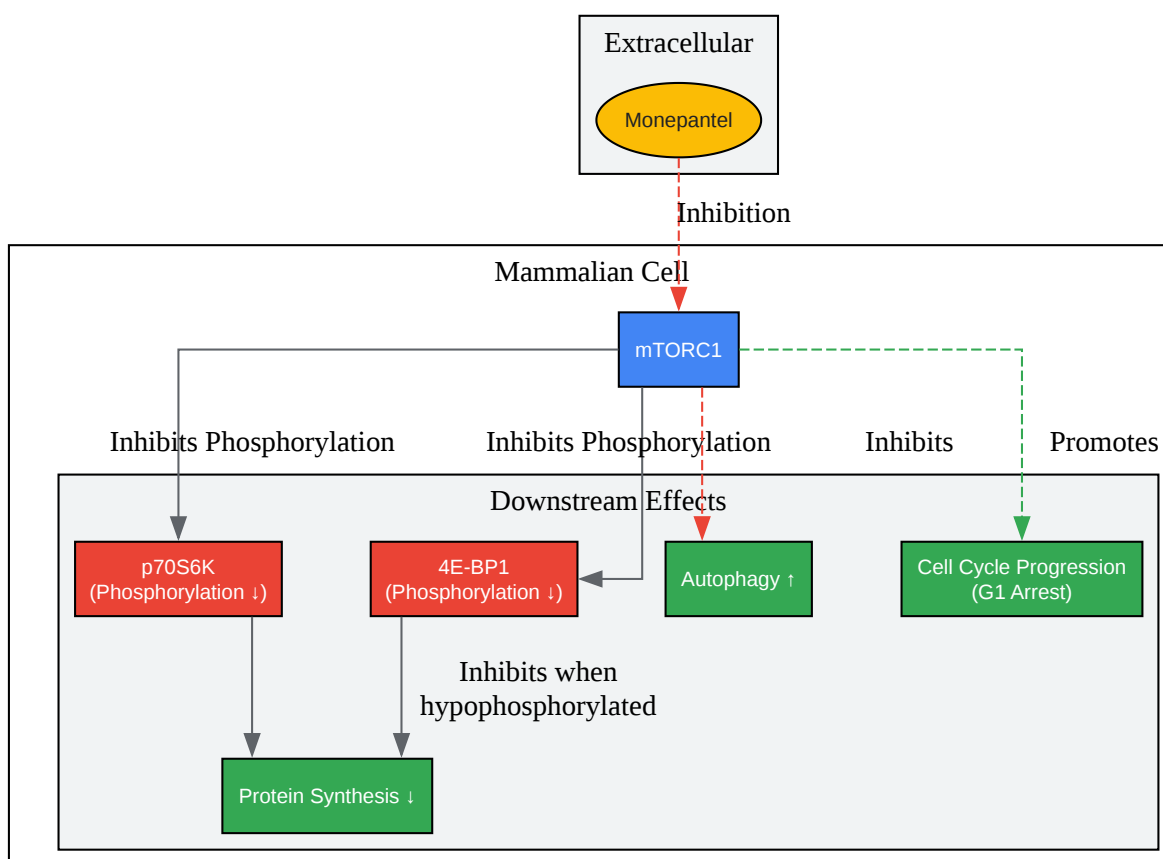 Extracellular
Monepantel
Inhibition
Mammalian Cell
mTORC1
Inhibits Phosphorylation
Inhibits Phosphorylation
Inhibits
Promotes
Downstream Effects
p70S6K
(Phosphorylation ↓)
4E-BP1
(Phosphorylation ↓)
Autophagy ↑
Cell Cycle Progression
(G1 Arrest)
Inhibits when
hypophosphorylated
Protein Synthesis ↓